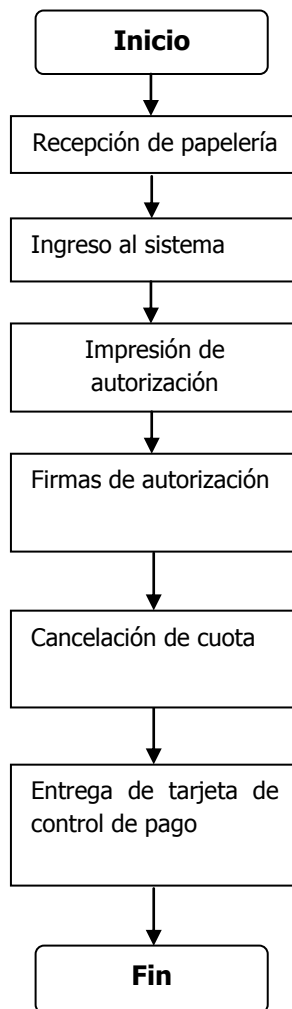 Inicio
Recepción de papelería
Ingreso al sistema
Impresión de
autorización
Firmas de autorización
Cancelación de cuota
Entrega de tarjeta de
control de pago
Fin